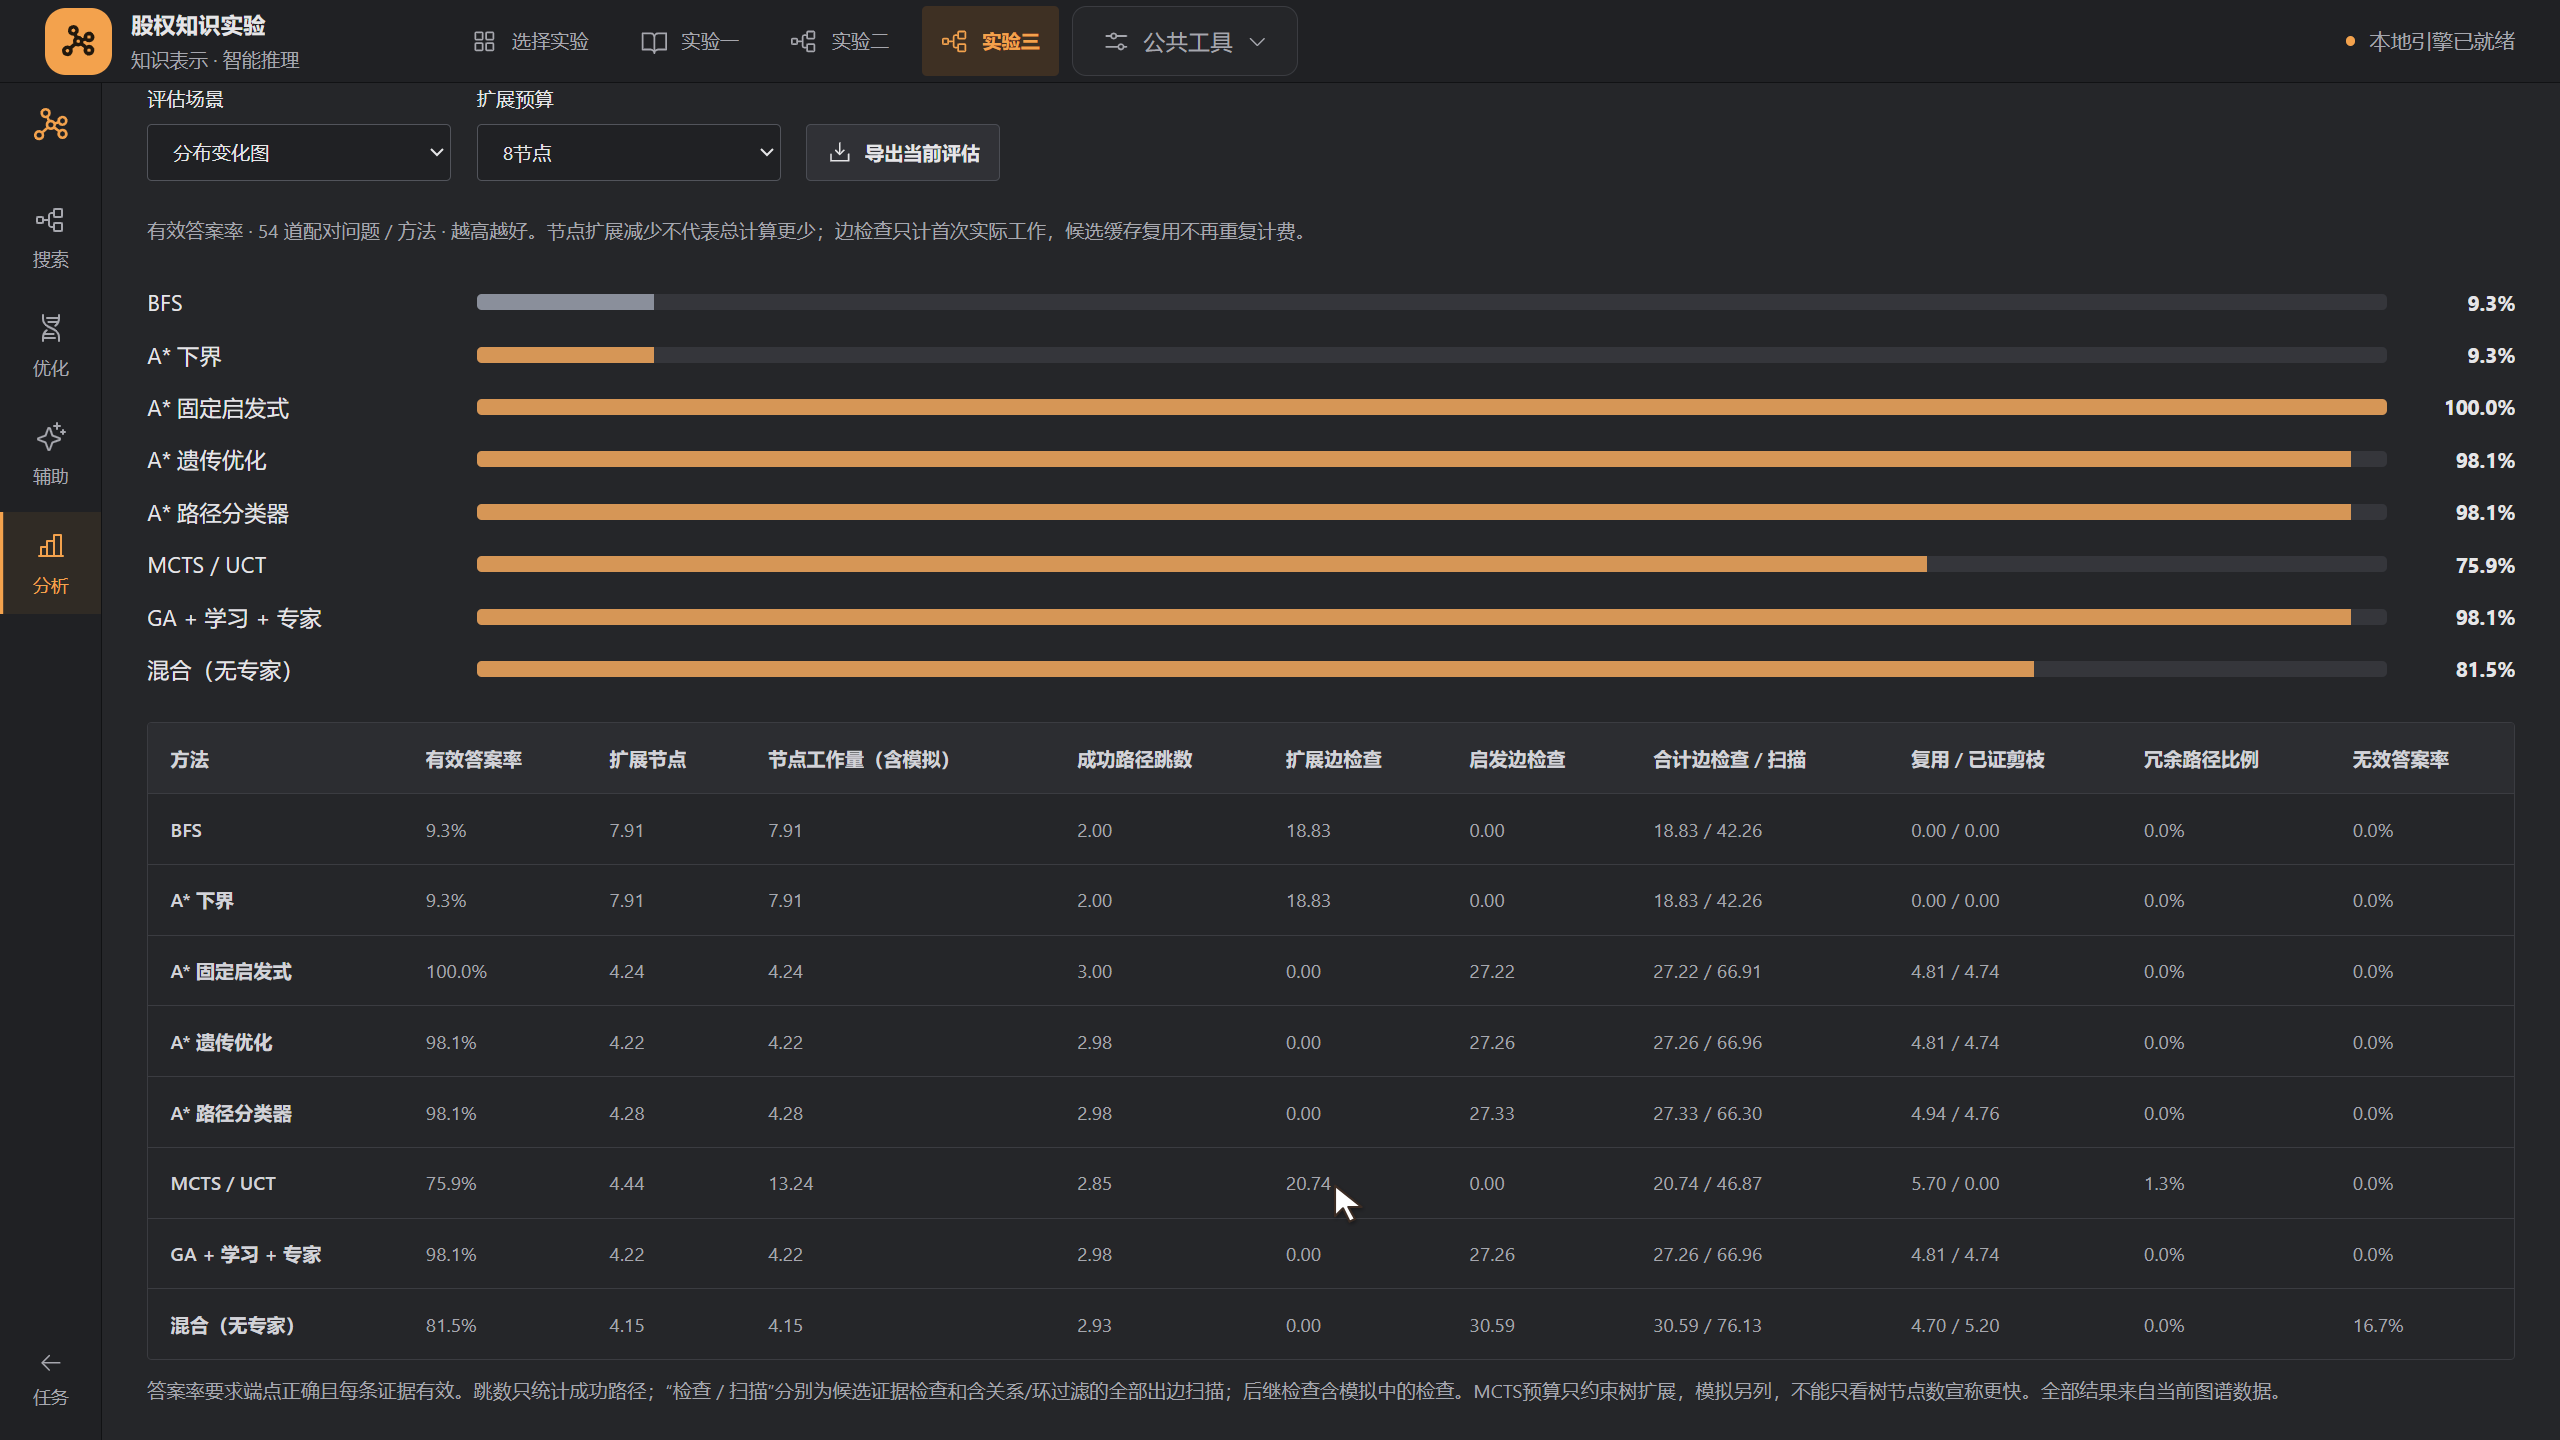 股权知识实验
知识表示 · 智能推理
选择实验
实验一
实验二
实验三
公共工具
本地引擎已就绪
搜索
优化
辅助
分析
任务
评估场景
扩展预算
分布变化图
8节点
导出当前评估
有效答案率 · 54 道配对问题 / 方法 · 越高越好。节点扩展减少不代表总计算更少；边检查只计首次实际工作，候选缓存复用不再重复计费。
BFS 9.3%
A* 下界 9.3%
A* 固定启发式 100.0%
A* 遗传优化 98.1%
A* 路径分类器 98.1%
MCTS / UCT 75.9%
GA + 学习 + 专家 98.1%
混合（无专家） 81.5%
方法 有效答案率 扩展节点 节点工作量（含模拟） 成功路径跳数 扩展边检查 启发边检查 合计边检查 / 扫描 复用 / 已证剪枝 冗余路径比例 无效答案率
BFS 9.3% 7.91 7.91 2.00 18.83 0.00 18.83 / 42.26 0.00 / 0.00 0.0% 0.0%
A* 下界 9.3% 7.91 7.91 2.00 18.83 0.00 18.83 / 42.26 0.00 / 0.00 0.0% 0.0%
A* 固定启发式 100.0% 4.24 4.24 3.00 0.00 27.22 27.22 / 66.91 4.81 / 4.74 0.0% 0.0%
A* 遗传优化 98.1% 4.22 4.22 2.98 0.00 27.26 27.26 / 66.96 4.81 / 4.74 0.0% 0.0%
A* 路径分类器 98.1% 4.28 4.28 2.98 0.00 27.33 27.33 / 66.30 4.94 / 4.76 0.0% 0.0%
MCTS / UCT 75.9% 4.44 13.24 2.85 20.74 0.00 20.74 / 46.87 5.70 / 0.00 1.3% 0.0%
GA + 学习 + 专家 98.1% 4.22 4.22 2.98 0.00 27.26 27.26 / 66.96 4.81 / 4.74 0.0% 0.0%
混合（无专家） 81.5% 4.15 4.15 2.93 0.00 30.59 30.59 / 76.13 4.70 / 5.20 0.0% 16.7%
答案率要求端点正确且每条证据有效。跳数只统计成功路径；“检查 / 扫描”分别为候选证据检查和含关系/环过滤的全部出边扫描；后继检查含模拟中的检查。MCTS预算只约束树扩展，模拟另列，不能只看树节点数宣称更快。全部结果来自当前图谱数据。